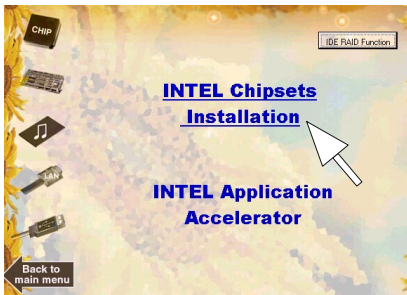 CHIP
IDE RAID Function
INTEL Chipsets
Installation
LAN
INTEL Application
Accelerator
Back to
main menu